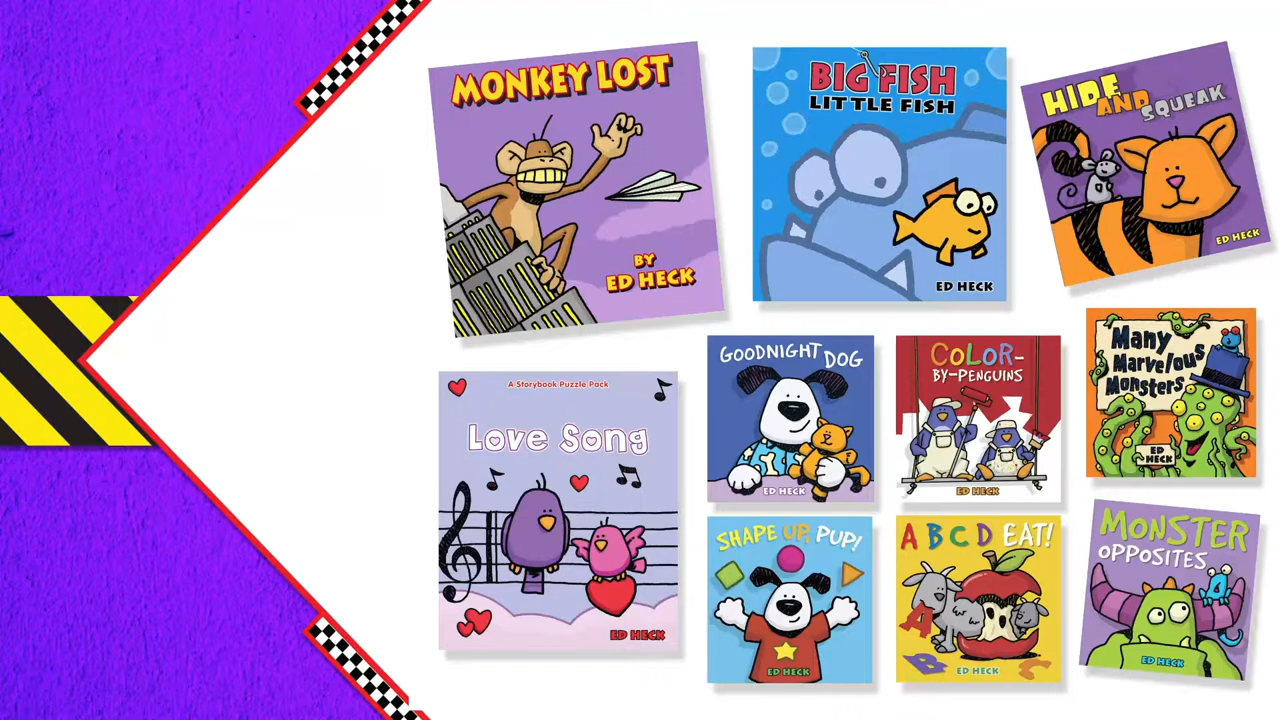 MONKEY LOST
BY
ED HECK
BIG FISH
LITTLE FISH
ED HECK
HIDE
AND
SQUEAK
ED HECK
A Storybook Puzzle Pack
Love Song
ED HECK
GOODNIGHT DOG
ED HECK
COLOR-
BY-PENGUINS
ED HECK
Many
Marvelous
Monsters
ED
HECK
SHAPE UP, PUP!
ED HECK
A B C D EAT!
A
B
C
ED HECK
MONSTER
OPPOSITES
ED HECK